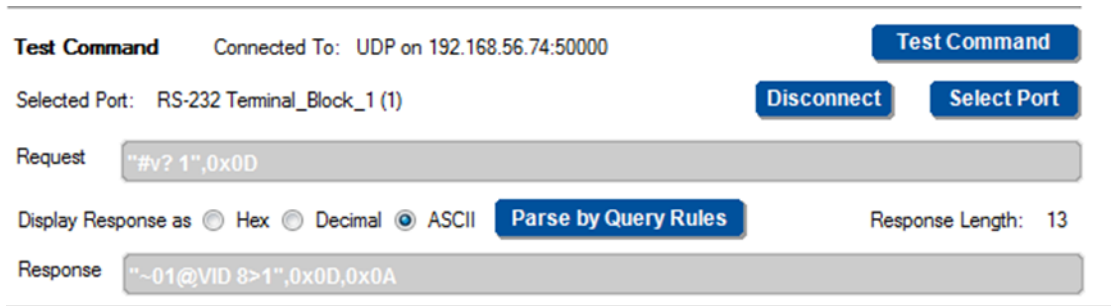 Test Command Connected To: UDP on 192.168.56.74:50000 Test Command
Selected Port: RS-232 Terminal_Block_1 (1) Disconnect Select Port
Request "#v? 1",0x0D
Display Response as Hex Decimal ASCII Parse by Query Rules Response Length: 13
Response "~01@VID 8>1",0x0D,0x0A